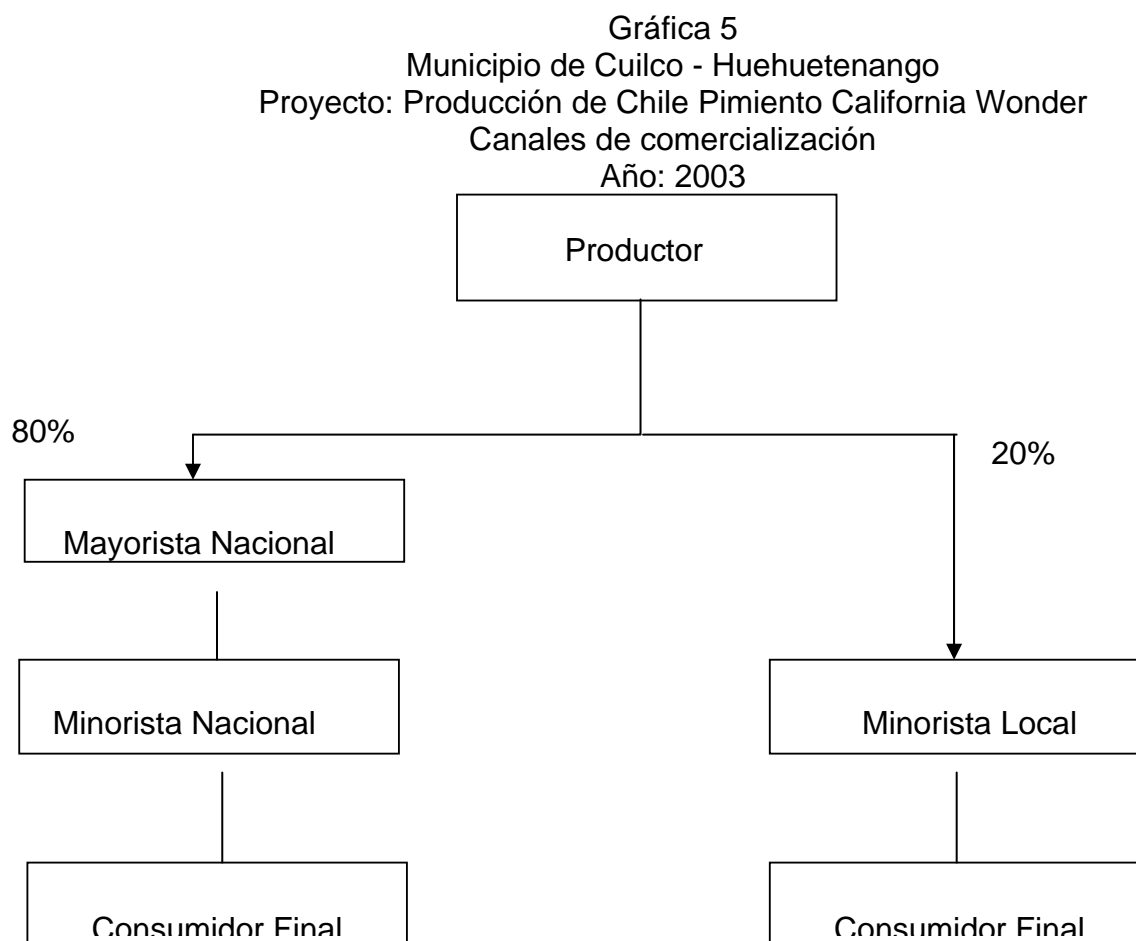 Gráfica 5
Municipio de Cuilco - Huehuetenango
Proyecto: Producción de Chile Pimiento California Wonder
Canales de comercialización
Año: 2003
Productor
80%
20%
Mayorista Nacional
Minorista Nacional
Minorista Local
Consumidor Final
Consumidor Final